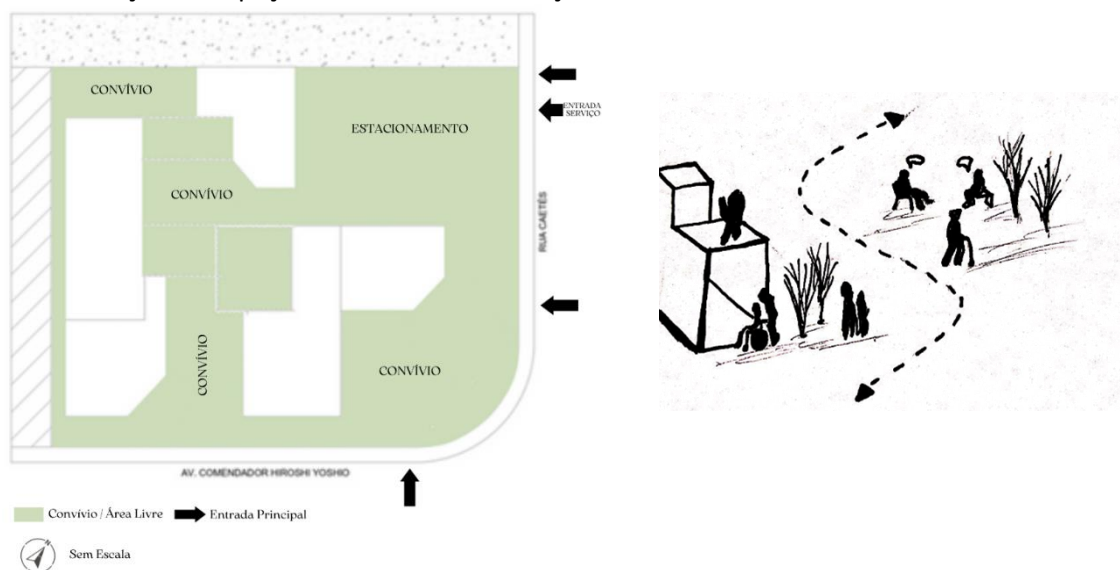 CONVÍVIO
ESTACIONAMENTO
ENTRADA
SERVIÇO
CONVÍVIO
RUA CAETÉS
CONVÍVIO
CONVÍVIO
AV. COMENDADOR HIROSHI YOSHIO
Convívio / Área Livre
Entrada Principal
N
Sem Escala